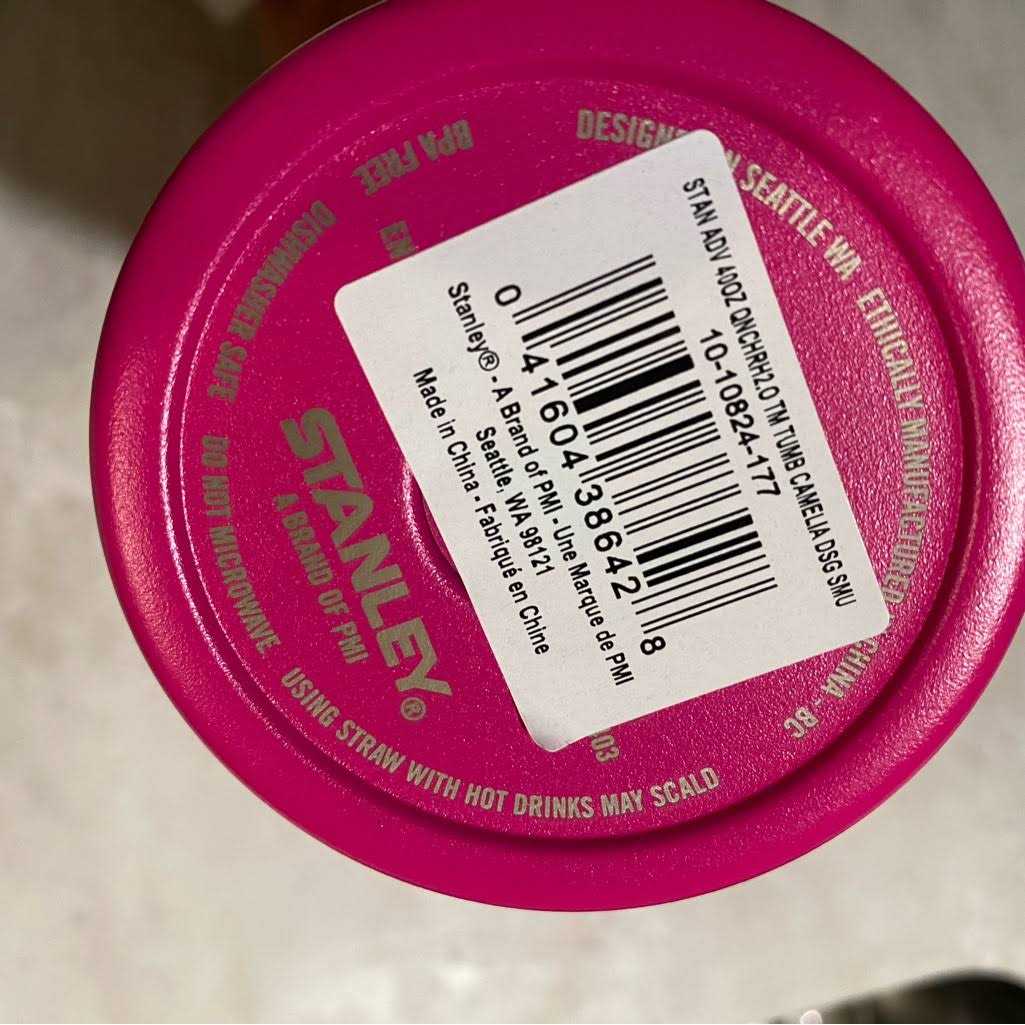 STAN ADV 40OZ QNCHRH2.O TM TUMB CAMELIA DSG SMU
10-10824-177
0 41604 38642 8
Stanley® - A Brand of PMI - Une Marque de PMI
Seattle, WA 98121
Made in China - Fabriqué en Chine
STANLEY®
A BRAND OF PMI
BPA FREE
DISHWASHER SAFE
DO NOT MICROWAVE
USING STRAW WITH HOT DRINKS MAY SCALD
SEATTLE WA
ETHICALLY MANUFACTURED
CHINA - BC